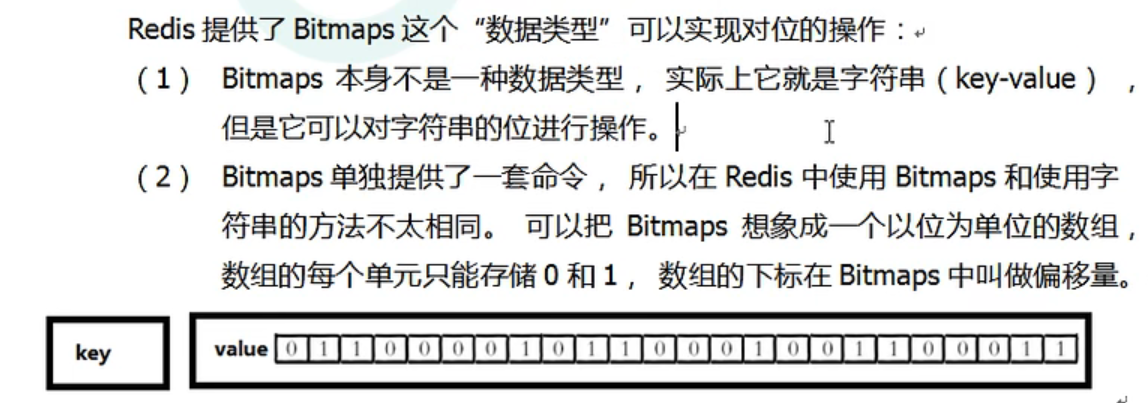 Redis 提供了 Bitmaps 这个“数据类型”可以实现对位的操作：
（1） Bitmaps 本身不是一种数据类型， 实际上它就是字符串（key-value） ，
但是它可以对字符串的位进行操作。
（2） Bitmaps 单独提供了一套命令， 所以在 Redis 中使用 Bitmaps 和使用字
符串的方法不太相同。 可以把 Bitmaps 想象成一个以位为单位的数组，
数组的每个单元只能存储 0 和 1， 数组的下标在 Bitmaps 中叫做偏移量。
key value 0 1 1 0 0 0 0 1 0 1 1 0 0 0 1 0 0 1 1 0 0 0 1 1